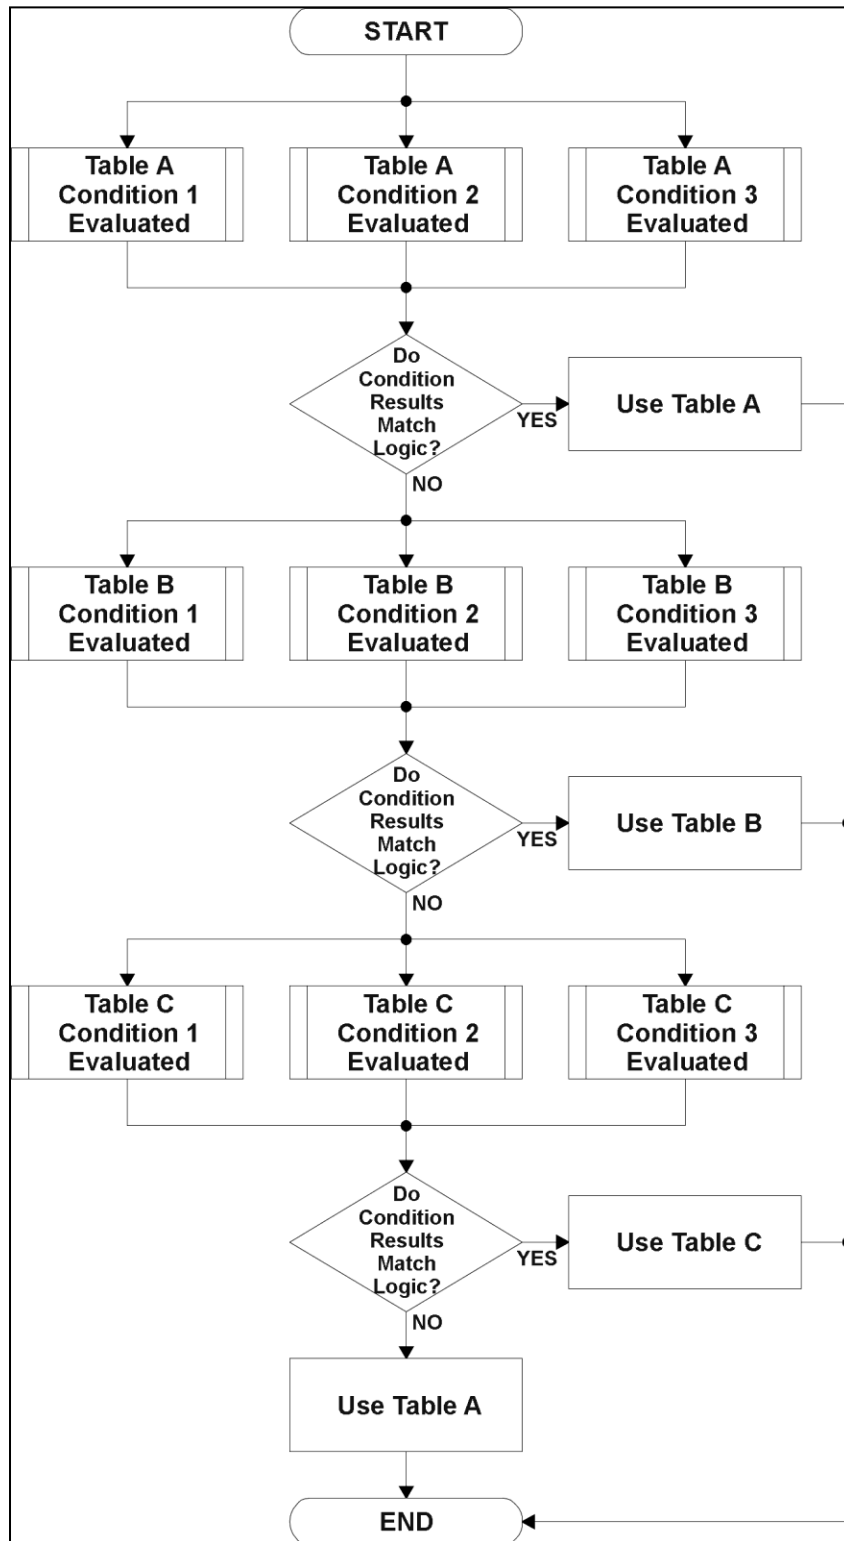 START
Table A
Condition 1
Evaluated
Table A
Condition 2
Evaluated
Table A
Condition 3
Evaluated
Do
Condition
Results
Match
Logic?
YES
Use Table A
NO
Table B
Condition 1
Evaluated
Table B
Condition 2
Evaluated
Table B
Condition 3
Evaluated
Do
Condition
Results
Match
Logic?
YES
Use Table B
NO
Table C
Condition 1
Evaluated
Table C
Condition 2
Evaluated
Table C
Condition 3
Evaluated
Do
Condition
Results
Match
Logic?
YES
Use Table C
NO
Use Table A
END